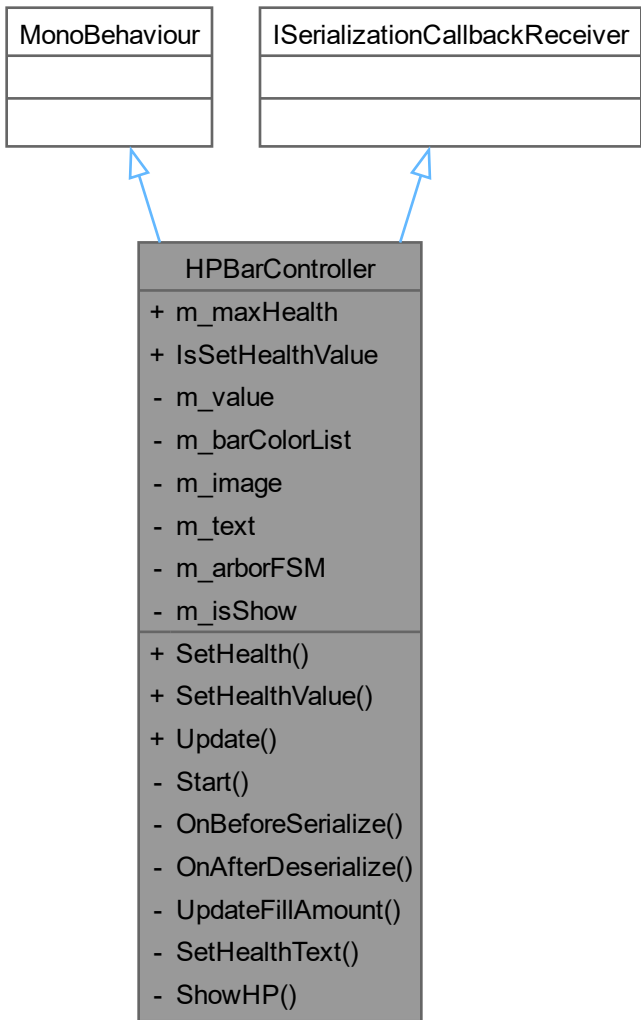 MonoBehaviour
ISerializationCallbackReceiver
HPBarController
+ m_maxHealth
+ IsSetHealthValue
- m_value
- m_barColorList
- m_image
- m_text
- m_arborFSM
- m_isShow
+ SetHealth()
+ SetHealthValue()
+ Update()
- Start()
- OnBeforeSerialize()
- OnAfterDeserialize()
- UpdateFillAmount()
- SetHealthText()
- ShowHP()